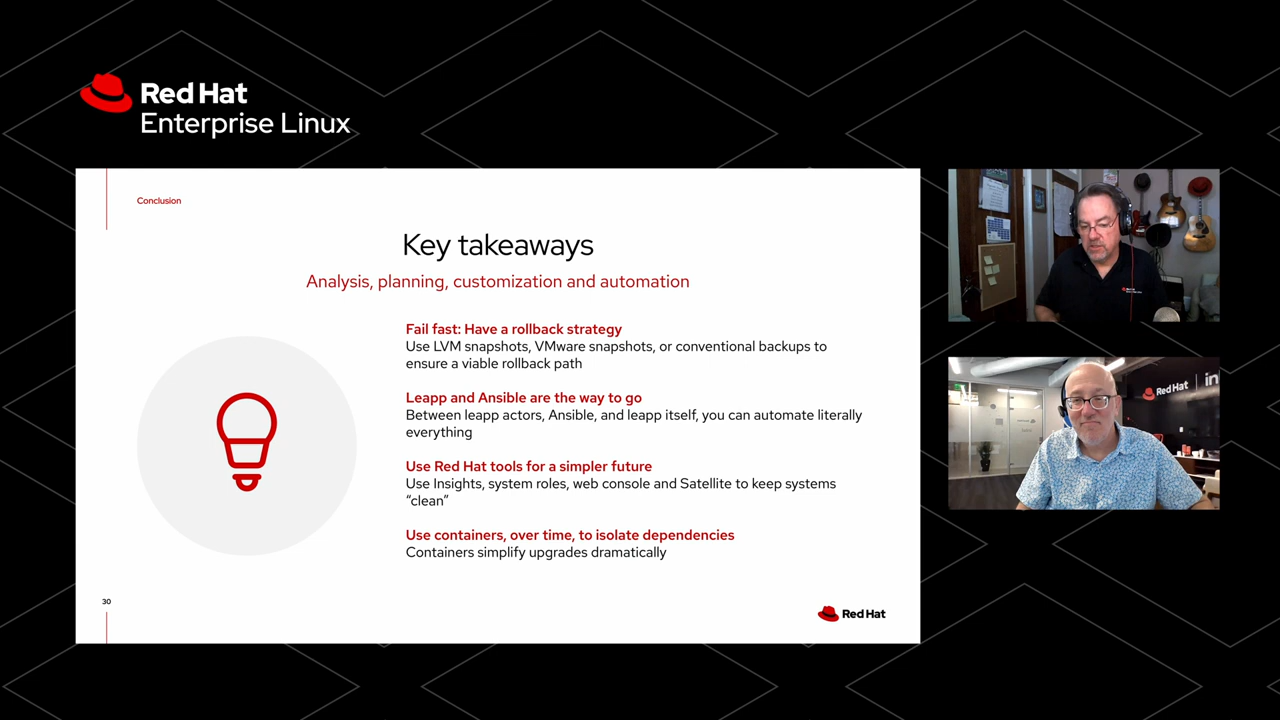 Red Hat
Enterprise Linux
Conclusion
Key takeaways
Analysis, planning, customization and automation
Fail fast: Have a rollback strategy
Use LVM snapshots, VMware snapshots, or conventional backups to
ensure a viable rollback path
Leapp and Ansible are the way to go
Between leapp actors, Ansible, and leapp itself, you can automate literally
everything
Use Red Hat tools for a simpler future
Use Insights, system roles, web console and Satellite to keep systems
“clean”
Use containers, over time, to isolate dependencies
Containers simplify upgrades dramatically
30
Red Hat
Red Hat
in